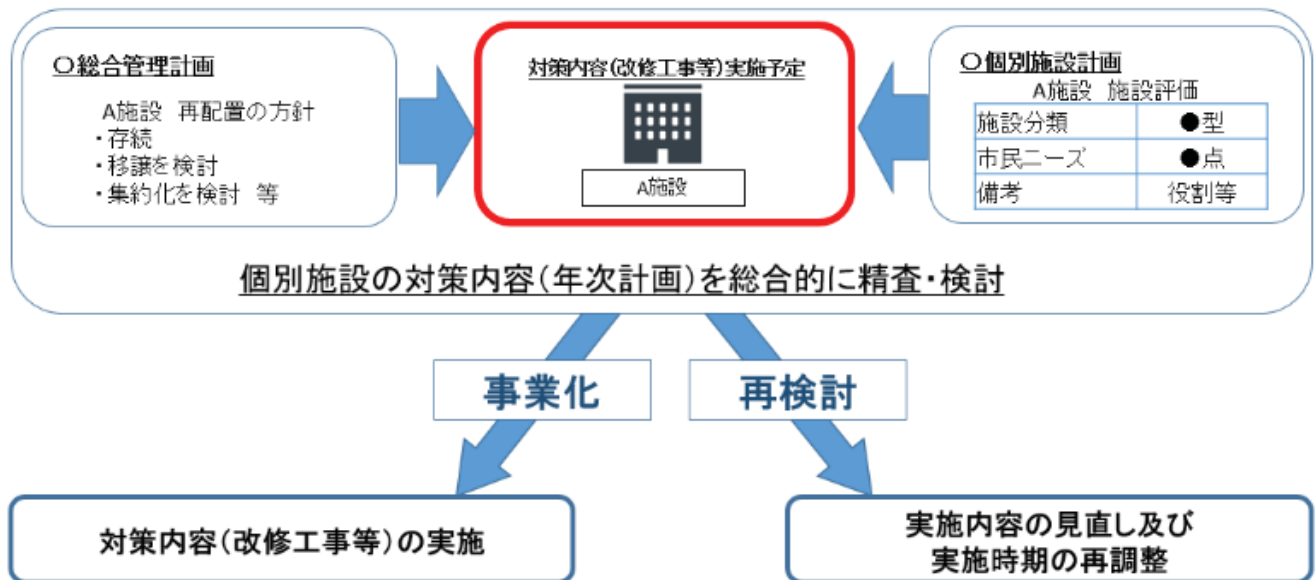 〇総合管理計画
A施設 再配置の方針
・存続
・移譲を検討
・集約化を検討 等
対策内容(改修工事等)実施予定
A施設
〇個別施設計画
A施設 施設評価
施設分類 ●型
市民ニーズ ●点
備考 役割等
個別施設の対策内容(年次計画)を総合的に精査・検討
事業化
再検討
対策内容(改修工事等)の実施
実施内容の見直し及び
実施時期の再調整